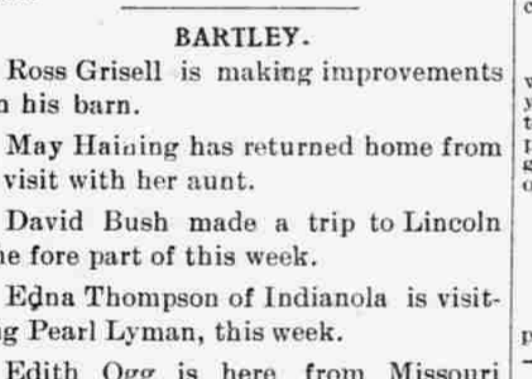 BARTLEY.
Ross Grisell is making improvements
n his barn.
May Haining has returned home from
visit with her aunt.
David Bush made a trip to Lincoln
he fore part of this week.
Edna Thompson of Indianola is visit-
ng Pearl Lyman, this week.
Edith Ogg is here from Missouri